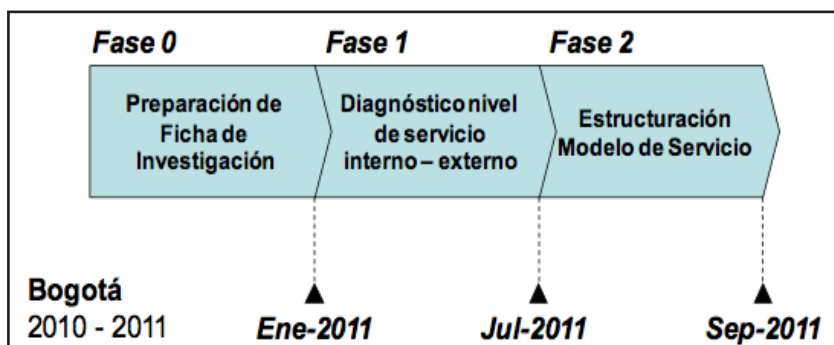 Fase 0
Fase 1
Fase 2
Preparación de
Ficha de
Investigación
Diagnóstico nivel
de servicio
interno – externo
Estructuración
Modelo de Servicio
Bogotá
2010 - 2011
Ene-2011
Jul-2011
Sep-2011